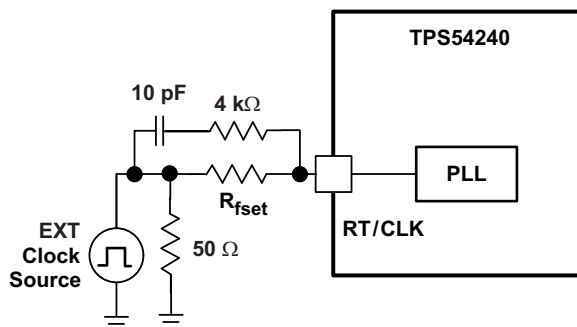 TPS54240
10 pF
4 kΩ
PLL
Rfset
RT/CLK
EXT
Clock
Source
50 Ω